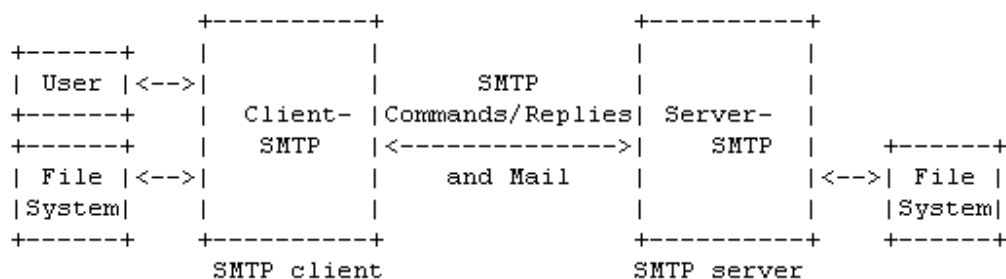 +----------+                +----------+
+------+        |          |                |          |
| User |<-->|          |      SMTP      |          |
+------+        |  Client- |Commands/Replies| Server-  |
+------+        |   SMTP   |<-------------->|    SMTP  |    +------+
| File |<-->|          |    and Mail    |          |<-->| File |
|System|        |          |                |          |    |System|
+------+        +----------+                +----------+    +------+
                 SMTP client                SMTP server